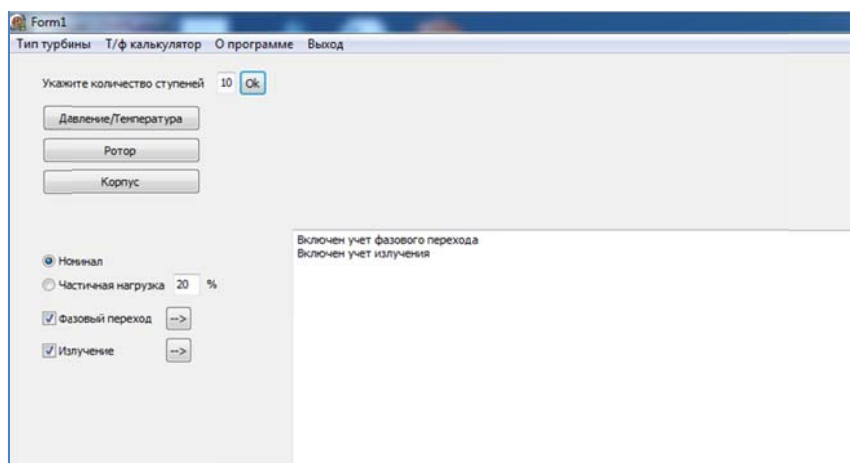 Form1
Тип турбины Т/ф калькулятор О программе Выход
Укажите количество ступеней 10 Ok
Давление/Температура
Ротор
Корпус
Включен учет фазового перехода
Включен учет излучения
Номинал
Частичная нагрузка 20 %
Фазовый переход -->
Излучение -->